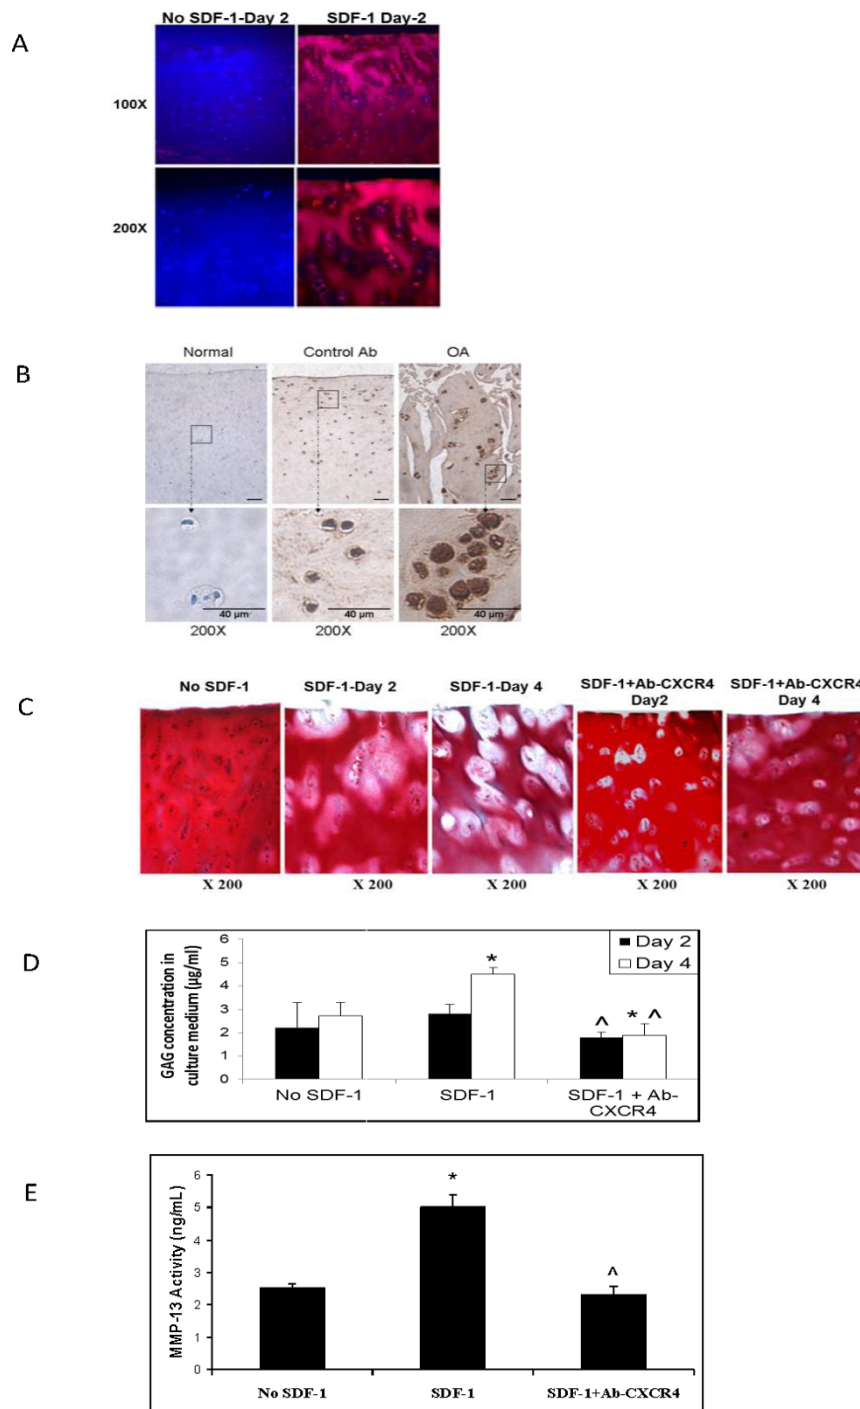 A
No SDF-1-Day 2 SDF-1 Day-2
100X
200X
B
Normal Control Ab OA
40 µm 40 µm 40 µm
200X 200X 200X
C
No SDF-1 SDF-1-Day 2 SDF-1-Day 4 SDF-1+Ab-CXCR4 SDF-1+Ab-CXCR4
Day2 Day 4
X 200 X 200 X 200 X 200 X 200
D
GAG concentration in
culture medium (µg/ml)
6
5
4
3
2
1
0
Day 2
Day 4
*
^ * ^
No SDF-1 SDF-1 SDF-1 + Ab-
CXCR4
E
MMP-13 Activity (ng/mL)
6
5
4
3
2
1
0
*
^
No SDF-1 SDF-1 SDF-1+Ab-CXCR4